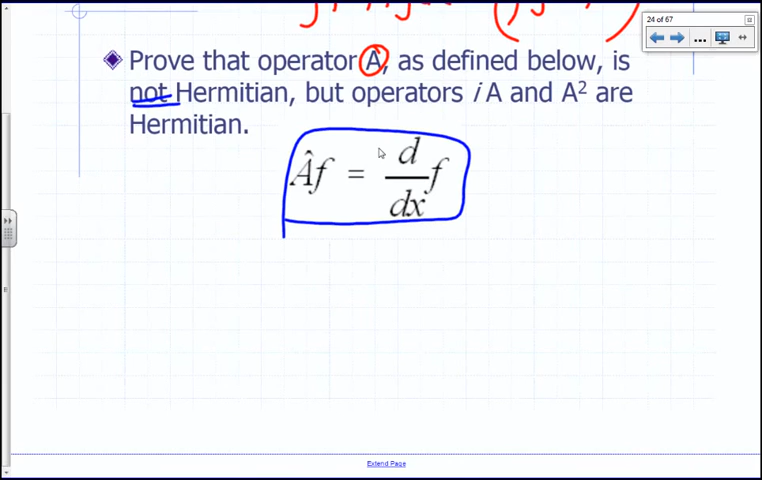 24 of 67
Prove that operator A, as defined below, is
not Hermitian, but operators i A and A² are
Hermitian.
Âf = d/dx f
Extend Page